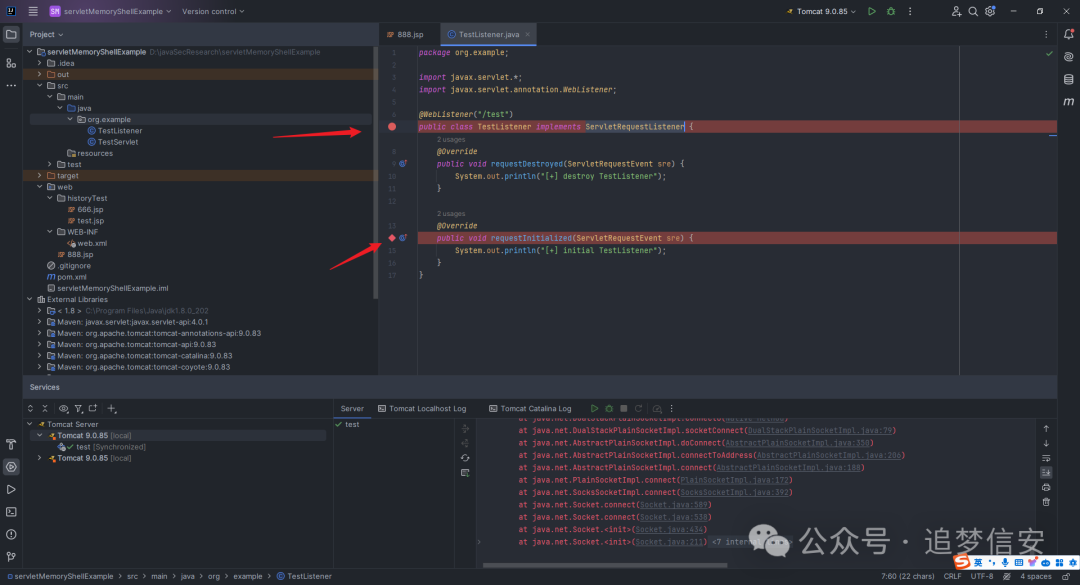 SM servletMemoryShellExample Version control Tomcat 9.0.85
Project
888.jsp TestListener.java
servletMemoryShellExample D:\javaSecResearch\servletMemoryShellExample
.idea
out
src
main
java
org.example
TestListener
TestServlet
resources
test
target
web
historyTest
666.jsp
test.jsp
WEB-INF
web.xml
888.jsp
.gitignore
pom.xml
servletMemoryShellExample.iml
External Libraries
< 1.8 > C:\Program Files\Java\jdk1.8.0_202
Maven: javax.servlet:javax.servlet-api:4.0.1
Maven: org.apache.tomcat:tomcat-annotations-api:9.0.83
Maven: org.apache.tomcat:tomcat-api:9.0.83
Maven: org.apache.tomcat:tomcat-catalina:9.0.83
Maven: org.apache.tomcat:tomcat-coyote:9.0.83
1 package org.example;
2
3 import javax.servlet.*;
4 import javax.servlet.annotation.WebListener;
5
6 @WebListener("/test")
public class TestListener implements ServletRequestListener {
2 usages
8 @Override
9 public void requestDestroyed(ServletRequestEvent sre) {
10 System.out.println("[+] destroy TestListener");
11 }
12
2 usages
13 @Override
public void requestInitialized(ServletRequestEvent sre) {
15 System.out.println("[+] initial TestListener");
16 }
17 }
Services
Server Tomcat Localhost Log Tomcat Catalina Log
Tomcat Server
Tomcat 9.0.85 [local]
test [Synchronized]
Tomcat 9.0.85 [local]
test
at java.net.DualStackPlainSocketImpl.socketConnect(DualStackPlainSocketImpl.java:79)
at java.net.AbstractPlainSocketImpl.doConnect(AbstractPlainSocketImpl.java:350)
at java.net.AbstractPlainSocketImpl.connectToAddress(AbstractPlainSocketImpl.java:206)
at java.net.AbstractPlainSocketImpl.connect(AbstractPlainSocketImpl.java:188)
at java.net.PlainSocketImpl.connect(PlainSocketImpl.java:172)
at java.net.SocksSocketImpl.connect(SocksSocketImpl.java:392)
at java.net.Socket.connect(Socket.java:589)
at java.net.Socket.connect(Socket.java:538)
at java.net.Socket.<init>(Socket.java:434)
at java.net.Socket.<init>(Socket.java:211) <7
公众号 · 追梦信安
英
servletMemoryShellExample > src > main > java > org > example > TestListener
7:60 (22 chars) CRLF UTF-8 4 spaces